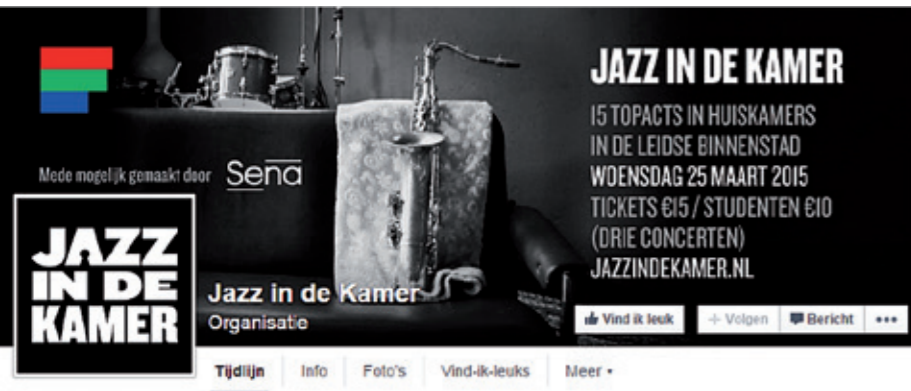 JAZZ IN DE KAMER
15 TOPACTS IN HUISKAMERS
IN DE LEIDSE BINNENSTAD
WOENSDAG 25 MAART 2015
TICKETS €15 / STUDENTEN €10
(DRIE CONCERTEN)
JAZZINDEKAMER.NL
Mede mogelijk gemaakt door Sena
JAZZ
IN DE
KAMER
Jazz in de Kamer
Organisatie
Vind ik leuk
+ Volgen
Bericht
•••
Tijdlijn Info Foto's Vind-ik-leuks Meer